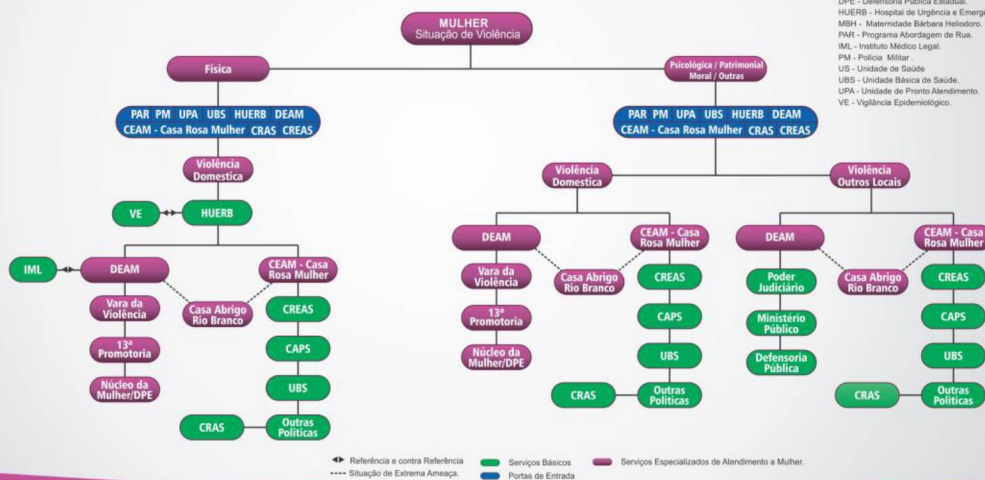 DPE - Defensoria Pública Estadual.
HUERB - Hospital de Urgência e
MBH - Maternidade Bárbara Heliodoro.
PAR - Programa Abordagem de Rua.
IML - Instituto Médico Legal.
PM - Polícia Militar .
US - Unidade de Saúde
UBS - Unidade Básica de Saúde.
UPA - Unidade de Pronto Atendimento.
VE - Vigilância Epidemiológico.
MULHER
Situação de Violência
Física
Psicológica / Patrimonial
Moral / Outras
PAR PM UPA UBS HUERB DEAM
CEAM - Casa Rosa Mulher CRAS CREAS
PAR PM UPA UBS HUERB DEAM
CEAM - Casa Rosa Mulher CRAS CREAS
Violência
Domestica
VE
HUERB
IML
DEAM
CEAM - Casa
Rosa Mulher
Vara da
Violência
Casa Abrigo
Rio Branco
CREAS
13ª
Promotoria
CAPS
Núcleo da
Mulher/DPE
UBS
CRAS
Outras
Políticas
Violência
Domestica
DEAM
CEAM - Casa
Rosa Mulher
Vara da
Violência
Casa Abrigo
Rio Branco
CREAS
13ª
Promotoria
CAPS
Núcleo da
Mulher/DPE
UBS
CRAS
Outras
Políticas
Violência
Outros Locais
DEAM
CEAM - Casa
Rosa Mulher
Poder
Judiciário
Casa Abrigo
Rio Branco
CREAS
Ministério
Público
CAPS
Defensoria
Pública
UBS
CRAS
Outras
Políticas
Referência e contra Referência
Situação de Extrema Ameaça.
Serviços Básicos
Portas de Entrada
Serviços Especializados de Atendimento a Mulher.